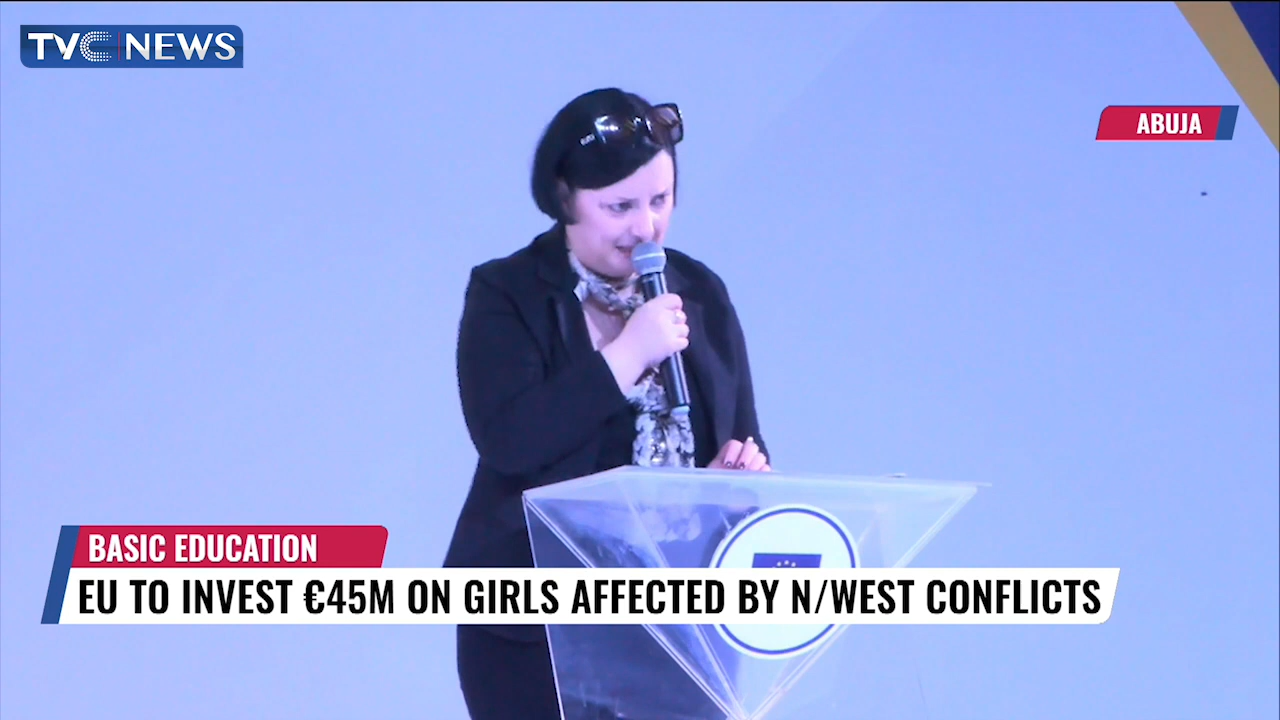 TVC NEWS
ABUJA
BASIC EDUCATION
EU TO INVEST €45M ON GIRLS AFFECTED BY N/WEST CONFLICTS